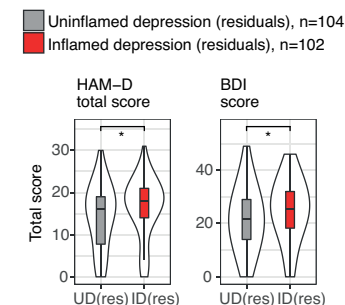 Uninflamed depression (residuals), n=104
Inflamed depression (residuals), n=102
HAM−D
total score
BDI
score
*
*
Total score
30
20
10
0
40
20
0
UD(res) ID(res)
UD(res) ID(res)